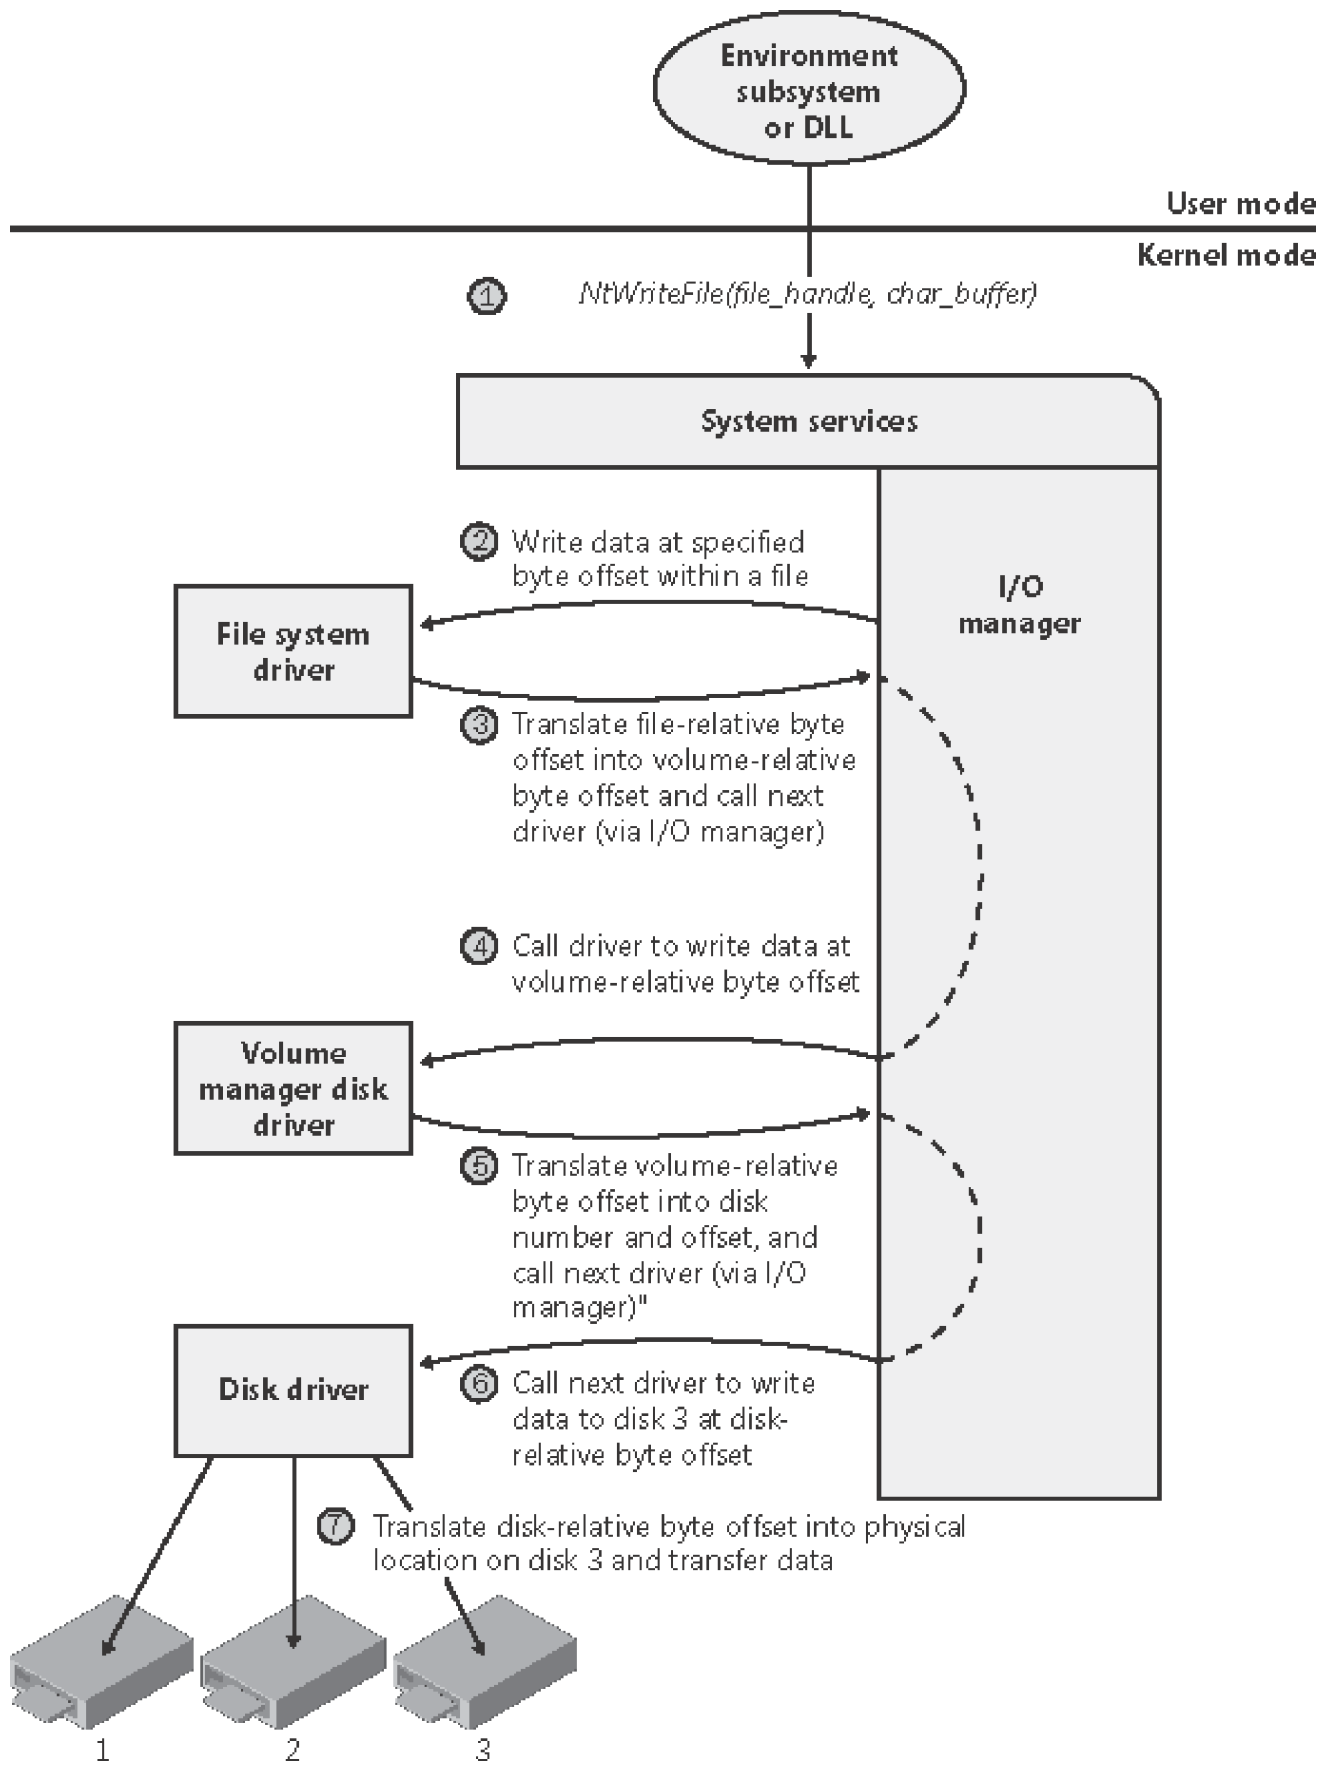 Environment
subsystem
or DLL
User mode
Kernel mode
1 NtWriteFile(file_handle, char_buffer)
System services
2 Write data at specified
byte offset within a file
I/O
manager
File system
driver
3 Translate file-relative byte
offset into volume-relative
byte offset and call next
driver (via I/O manager)
4 Call driver to write data at
volume-relative byte offset
Volume
manager disk
driver
5 Translate volume-relative
byte offset into disk
number and offset, and
call next driver (via I/O
manager)"
Disk driver
6 Call next driver to write
data to disk 3 at disk-
relative byte offset
7 Translate disk-relative byte offset into physical
location on disk 3 and transfer data
1 2 3